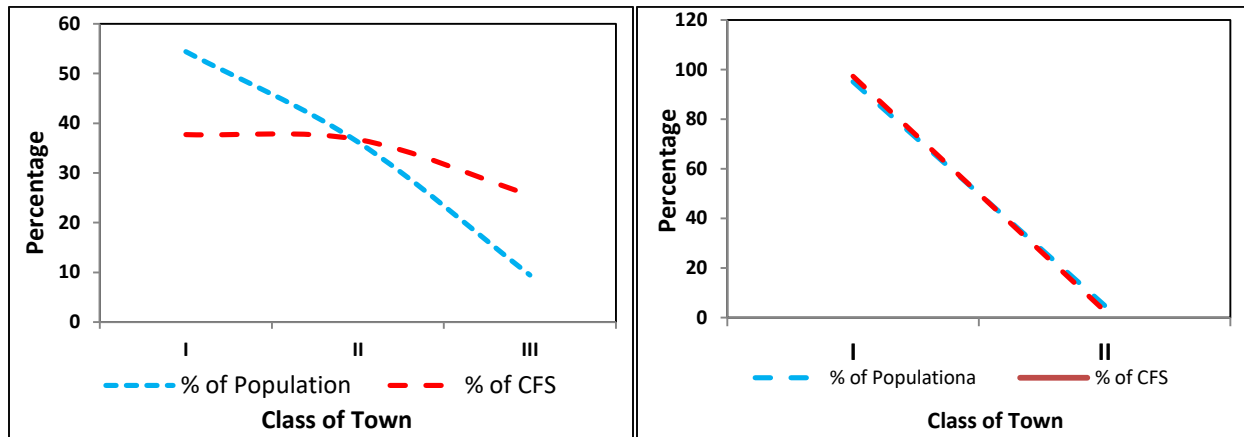 60
50
40
30
20
10
0
Percentage
I II III
% of Population % of CFS
Class of Town
120
100
80
60
40
20
0
Percentage
I II
% of Populationa % of CFS
Class of Town